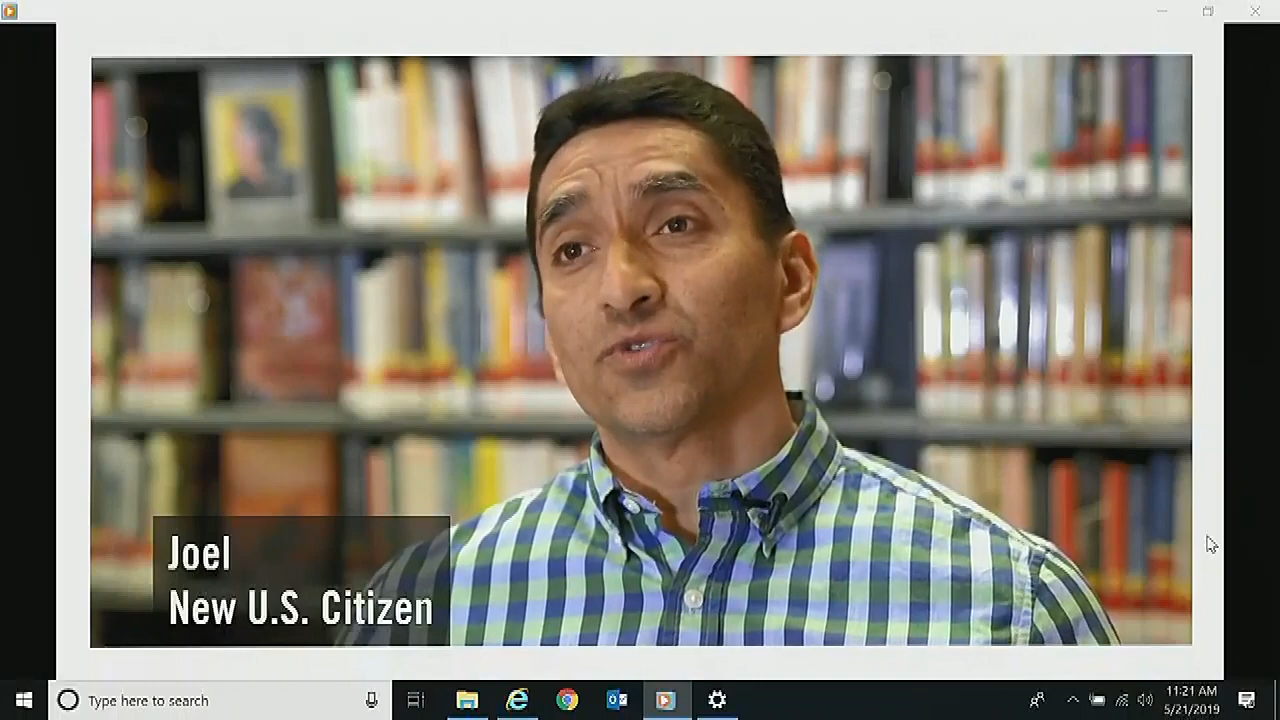 Joel
New U.S. Citizen
Type here to search
11:21 AM
5/21/2019